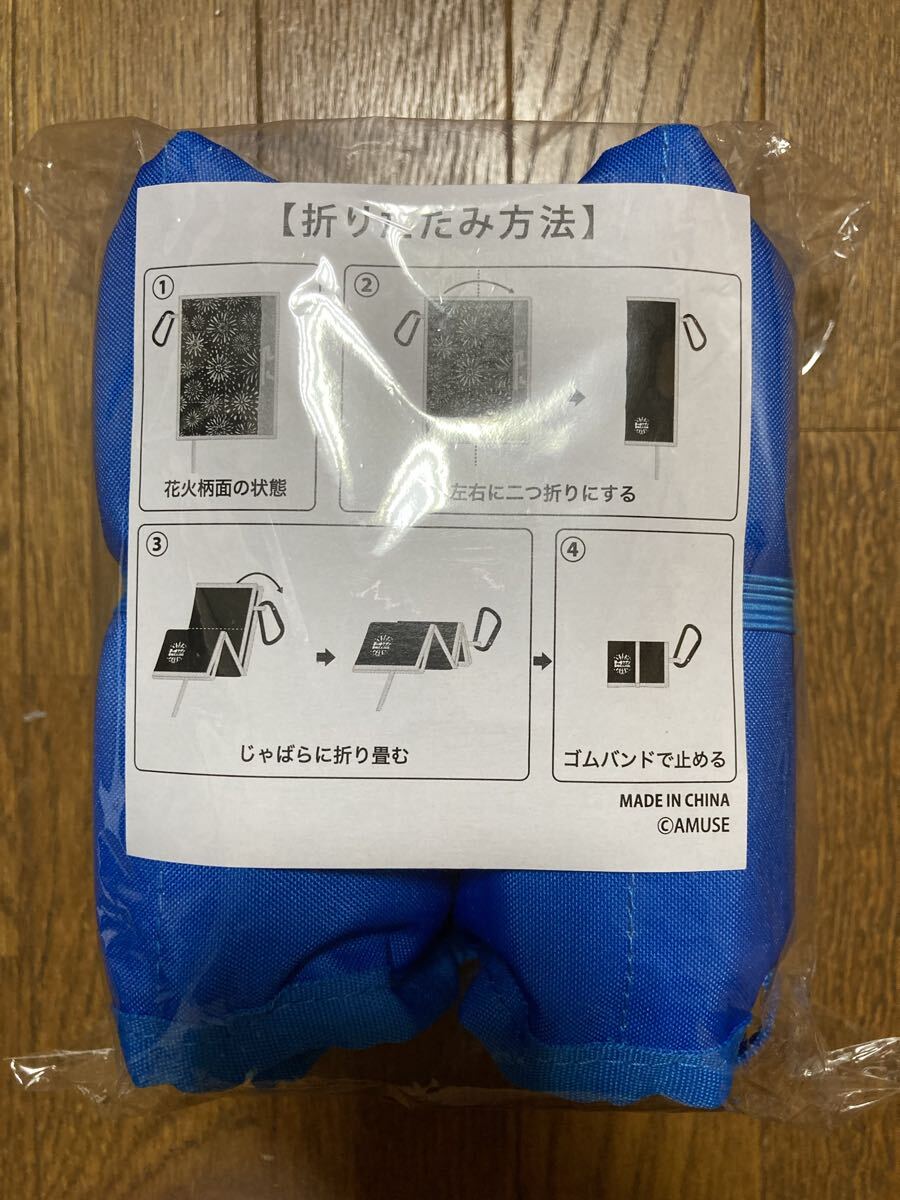 【折りたたみ方法】
①
②
花火柄面の状態
左右に二つ折りにする
③
④
じゃばらに折り畳む
ゴムバンドで止める
MADE IN CHINA
©AMUSE